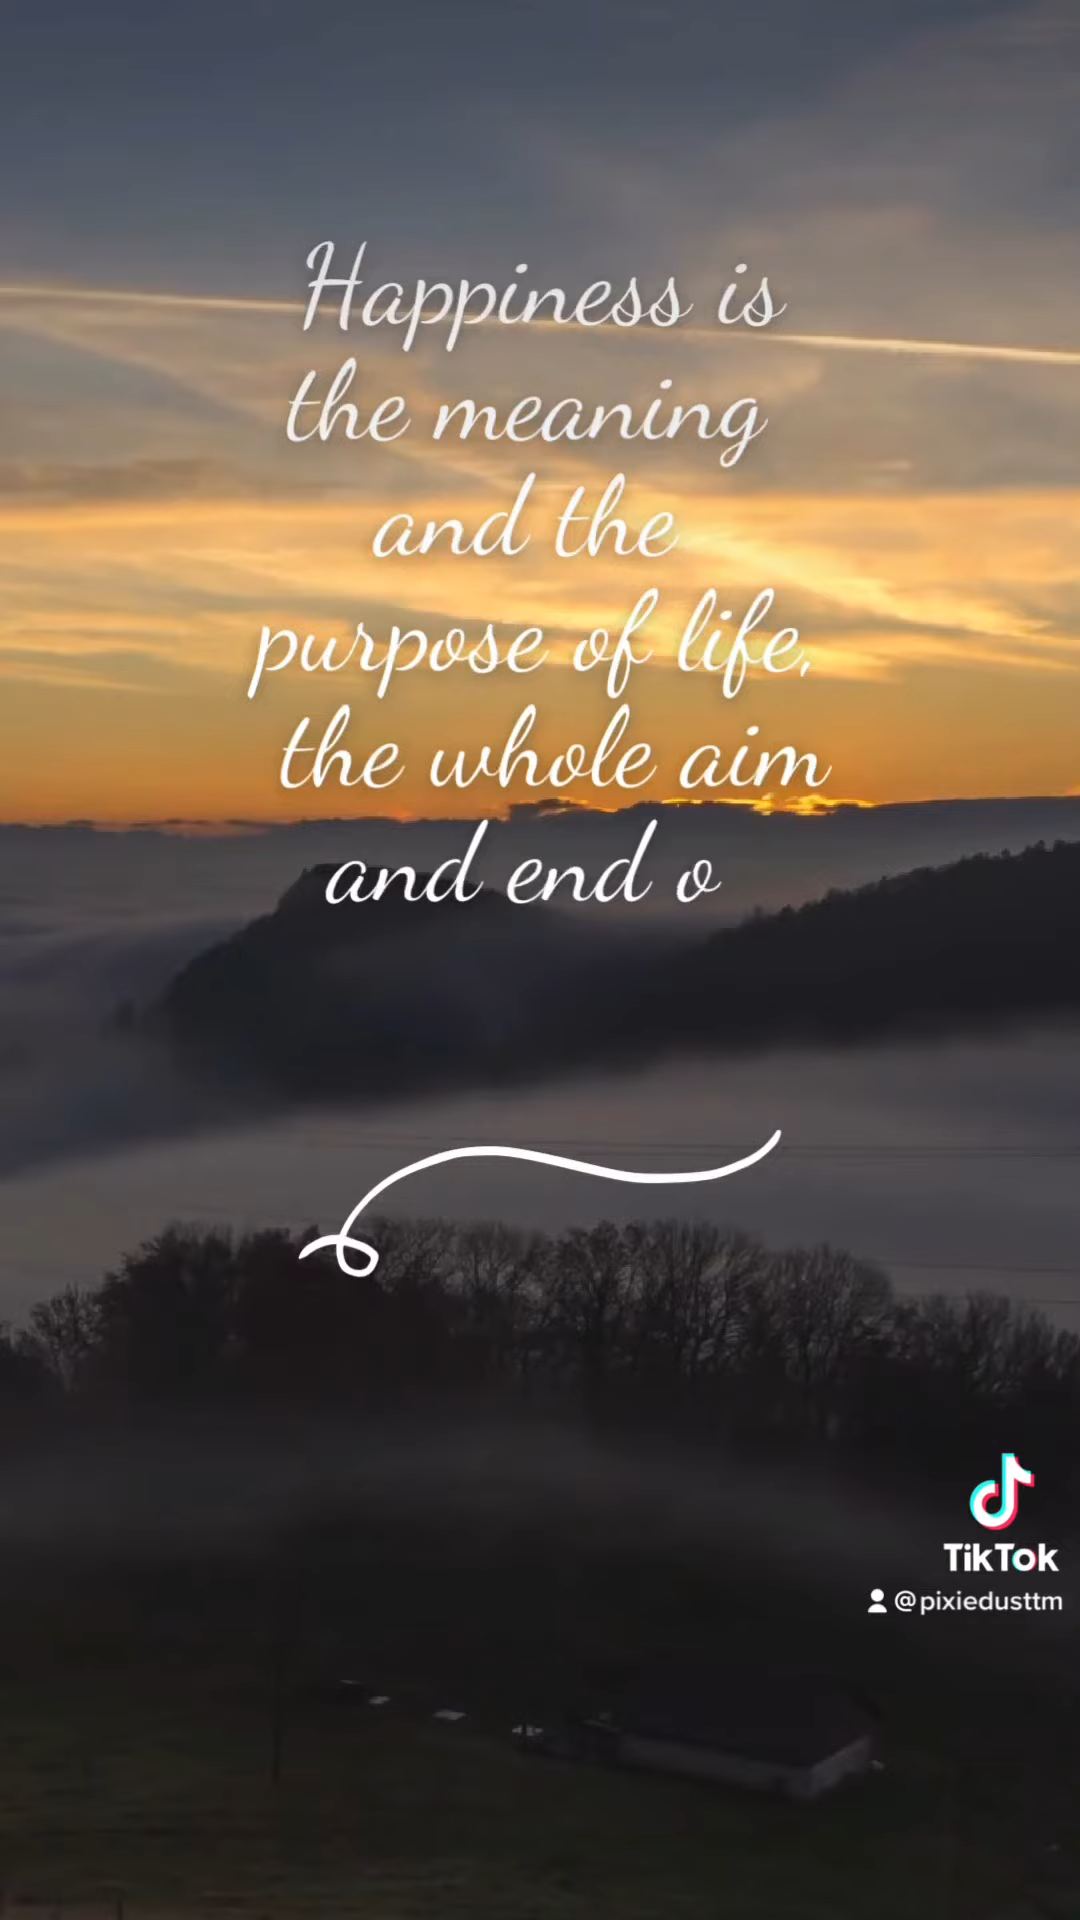 Happiness is
the meaning
and the
purpose of life,
the whole aim
and end o
TikTok
@pixiedusttm